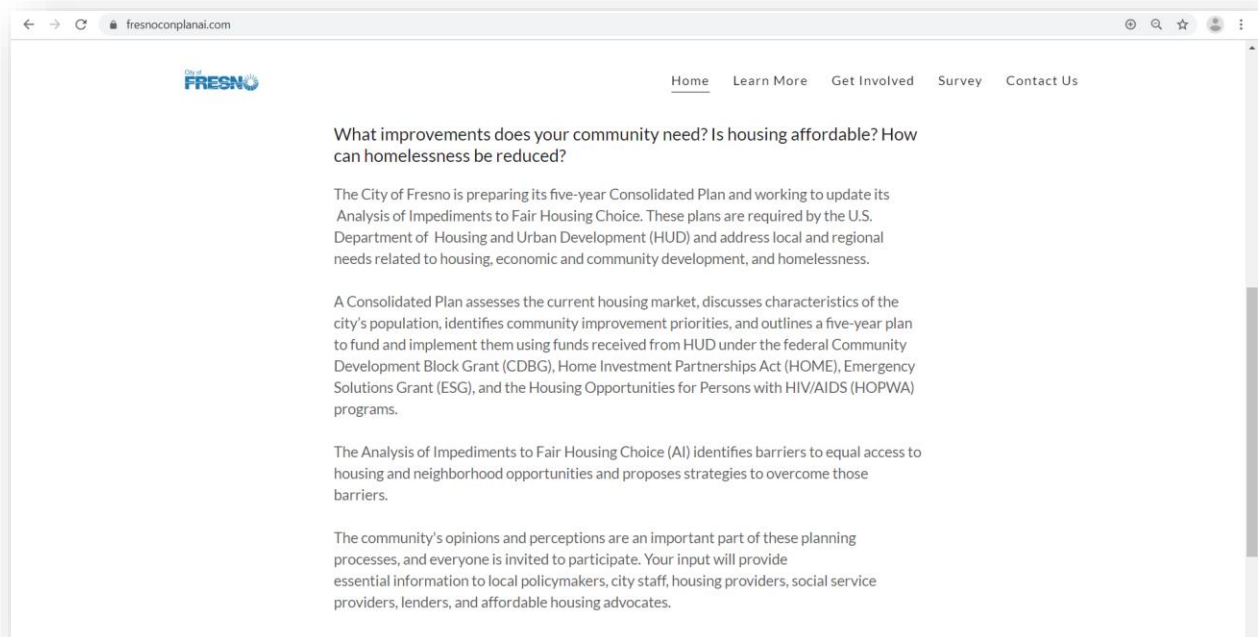 fresnoconplanai.com
City of
FRESNO
Home Learn More Get Involved Survey Contact Us
What improvements does your community need? Is housing affordable? How
can homelessness be reduced?
The City of Fresno is preparing its five-year Consolidated Plan and working to update its
Analysis of Impediments to Fair Housing Choice. These plans are required by the U.S.
Department of Housing and Urban Development (HUD) and address local and regional
needs related to housing, economic and community development, and homelessness.
A Consolidated Plan assesses the current housing market, discusses characteristics of the
city's population, identifies community improvement priorities, and outlines a five-year plan
to fund and implement them using funds received from HUD under the federal Community
Development Block Grant (CDBG), Home Investment Partnerships Act (HOME), Emergency
Solutions Grant (ESG), and the Housing Opportunities for Persons with HIV/AIDS (HOPWA)
programs.
The Analysis of Impediments to Fair Housing Choice (AI) identifies barriers to equal access to
housing and neighborhood opportunities and proposes strategies to overcome those
barriers.
The community's opinions and perceptions are an important part of these planning
processes, and everyone is invited to participate. Your input will provide
essential information to local policymakers, city staff, housing providers, social service
providers, lenders, and affordable housing advocates.